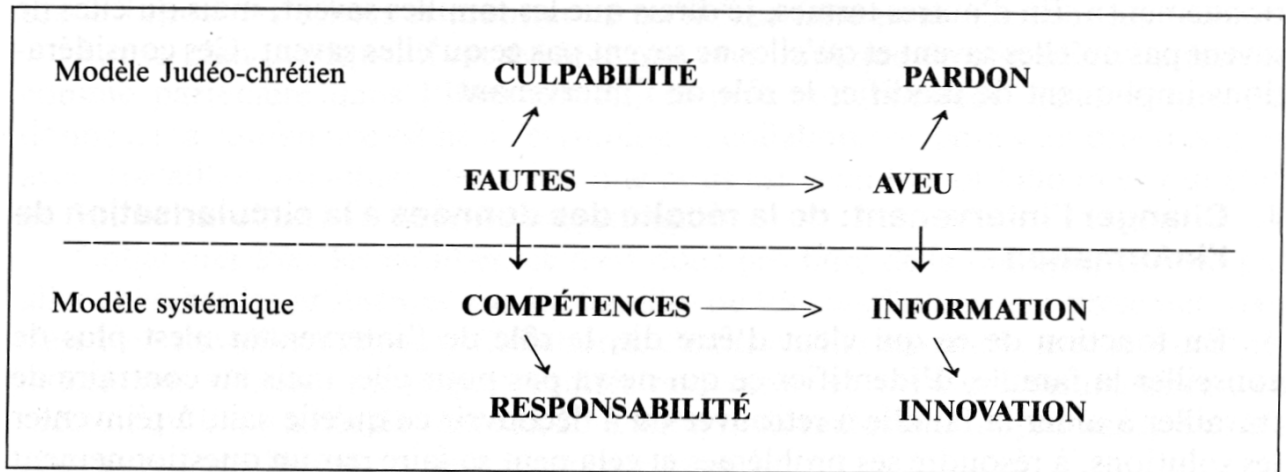 Modèle Judéo-chrétien CULPABILITÉ PARDON
FAUTES AVEU
Modèle systémique COMPÉTENCES INFORMATION
RESPONSABILITÉ INNOVATION